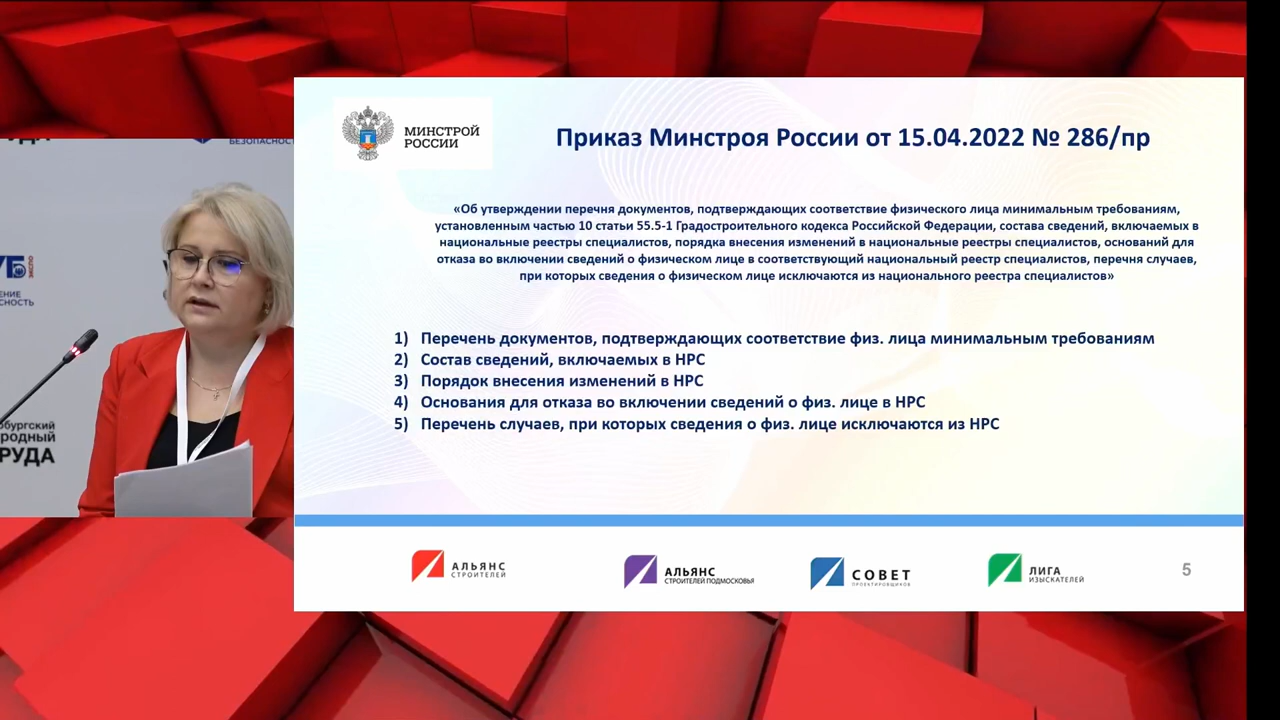 БЕЗОПАСНОСТЬ
МИНСТРОЙ
РОССИИ
Приказ Минстроя России от 15.04.2022 № 286/пр
«Об утверждении перечня документов, подтверждающих соответствие физического лица минимальным требованиям,
установленным частью 10 статьи 55.5-1 Градостроительного кодекса Российской Федерации, состава сведений, включаемых в
национальные реестры специалистов, порядка внесения изменений в национальные реестры специалистов, оснований для
отказа во включении сведений о физическом лице в соответствующий национальный реестр специалистов, перечня случаев,
при которых сведения о физическом лице исключаются из национального реестра специалистов»
1) Перечень документов, подтверждающих соответствие физ. лица минимальным требованиям
2) Состав сведений, включаемых в НРС
3) Порядок внесения изменений в НРС
4) Основания для отказа во включении сведений о физ. лице в НРС
5) Перечень случаев, при которых сведения о физ. лице исключаются из НРС
АЛЬЯНС
СТРОИТЕЛЕЙ
АЛЬЯНС
СТРОИТЕЛЕЙ ПОДМОСКОВЬЯ
СОВЕТ
ПРОЕКТИРОВЩИКОВ
ЛИГА
ИЗЫСКАТЕЛЕЙ
5